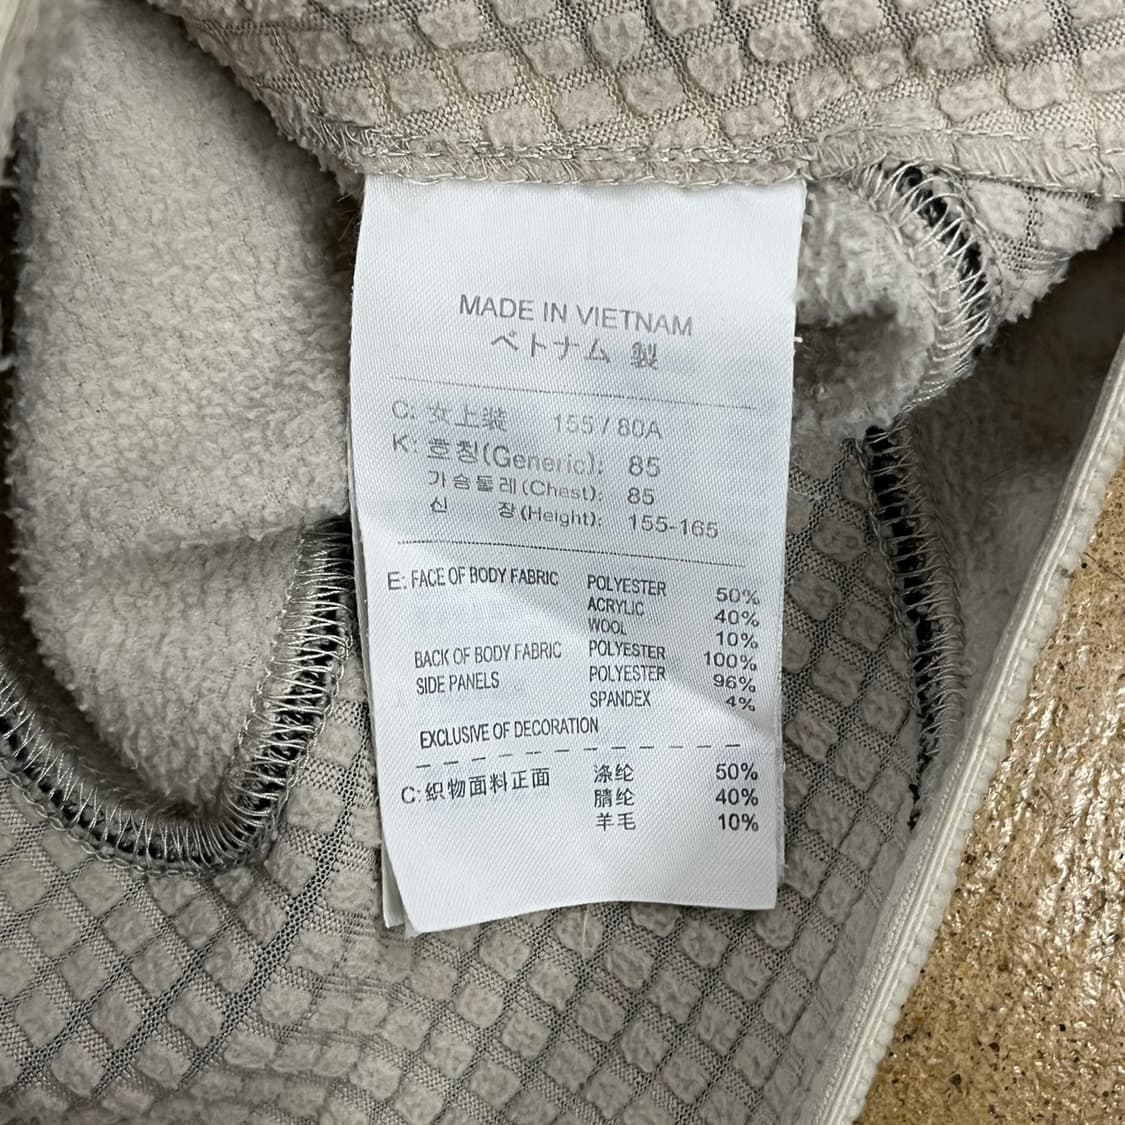 MADE IN VIETNAM
ベトナム 製
C: 女上装 155 / 80A
K: 호칭(Generic): 85
가슴둘레(Chest): 85
신 장(Height): 155-165
E: FACE OF BODY FABRIC POLYESTER 50%
ACRYLIC 40%
WOOL 10%
BACK OF BODY FABRIC POLYESTER 100%
SIDE PANELS POLYESTER 96%
SPANDEX 4%
EXCLUSIVE OF DECORATION
C: 织物面料正面 涤纶 50%
腈纶 40%
羊毛 10%